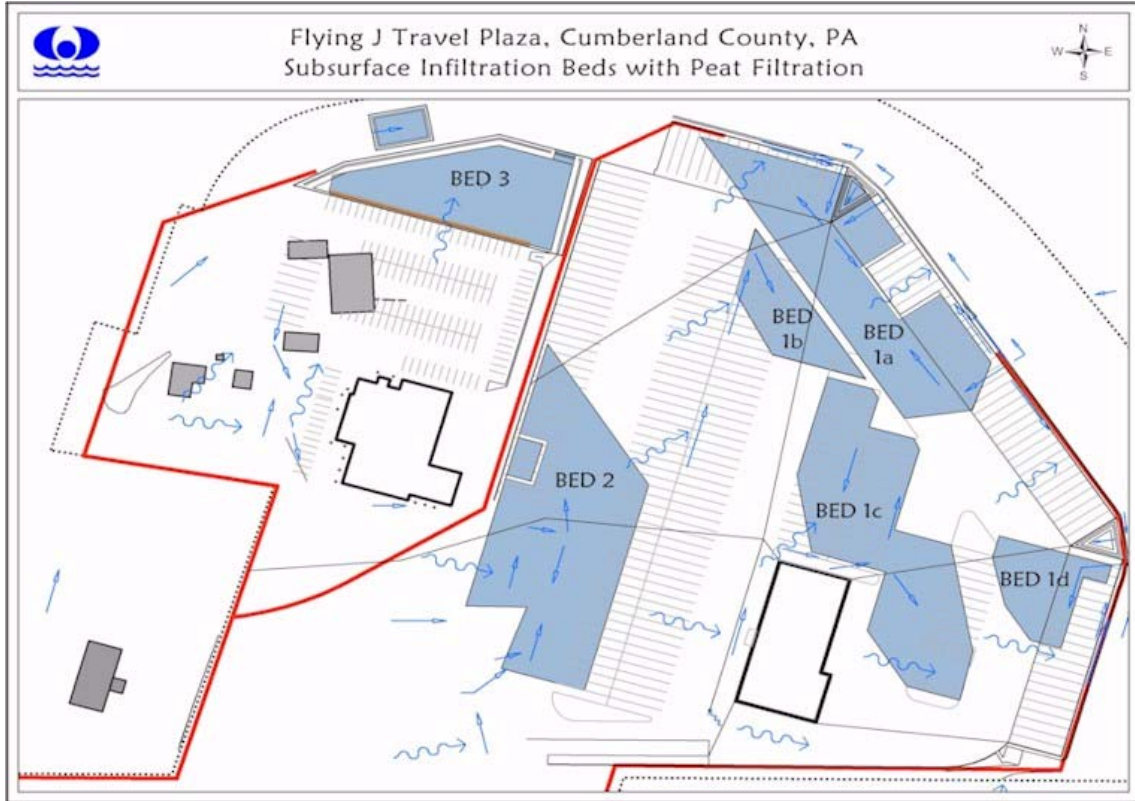 Flying J Travel Plaza, Cumberland County, PA
Subsurface Infiltration Beds with Peat Filtration
N
W E
S
BED 3
BED
1b
BED
1a
BED 2
BED 1c
BED 1d